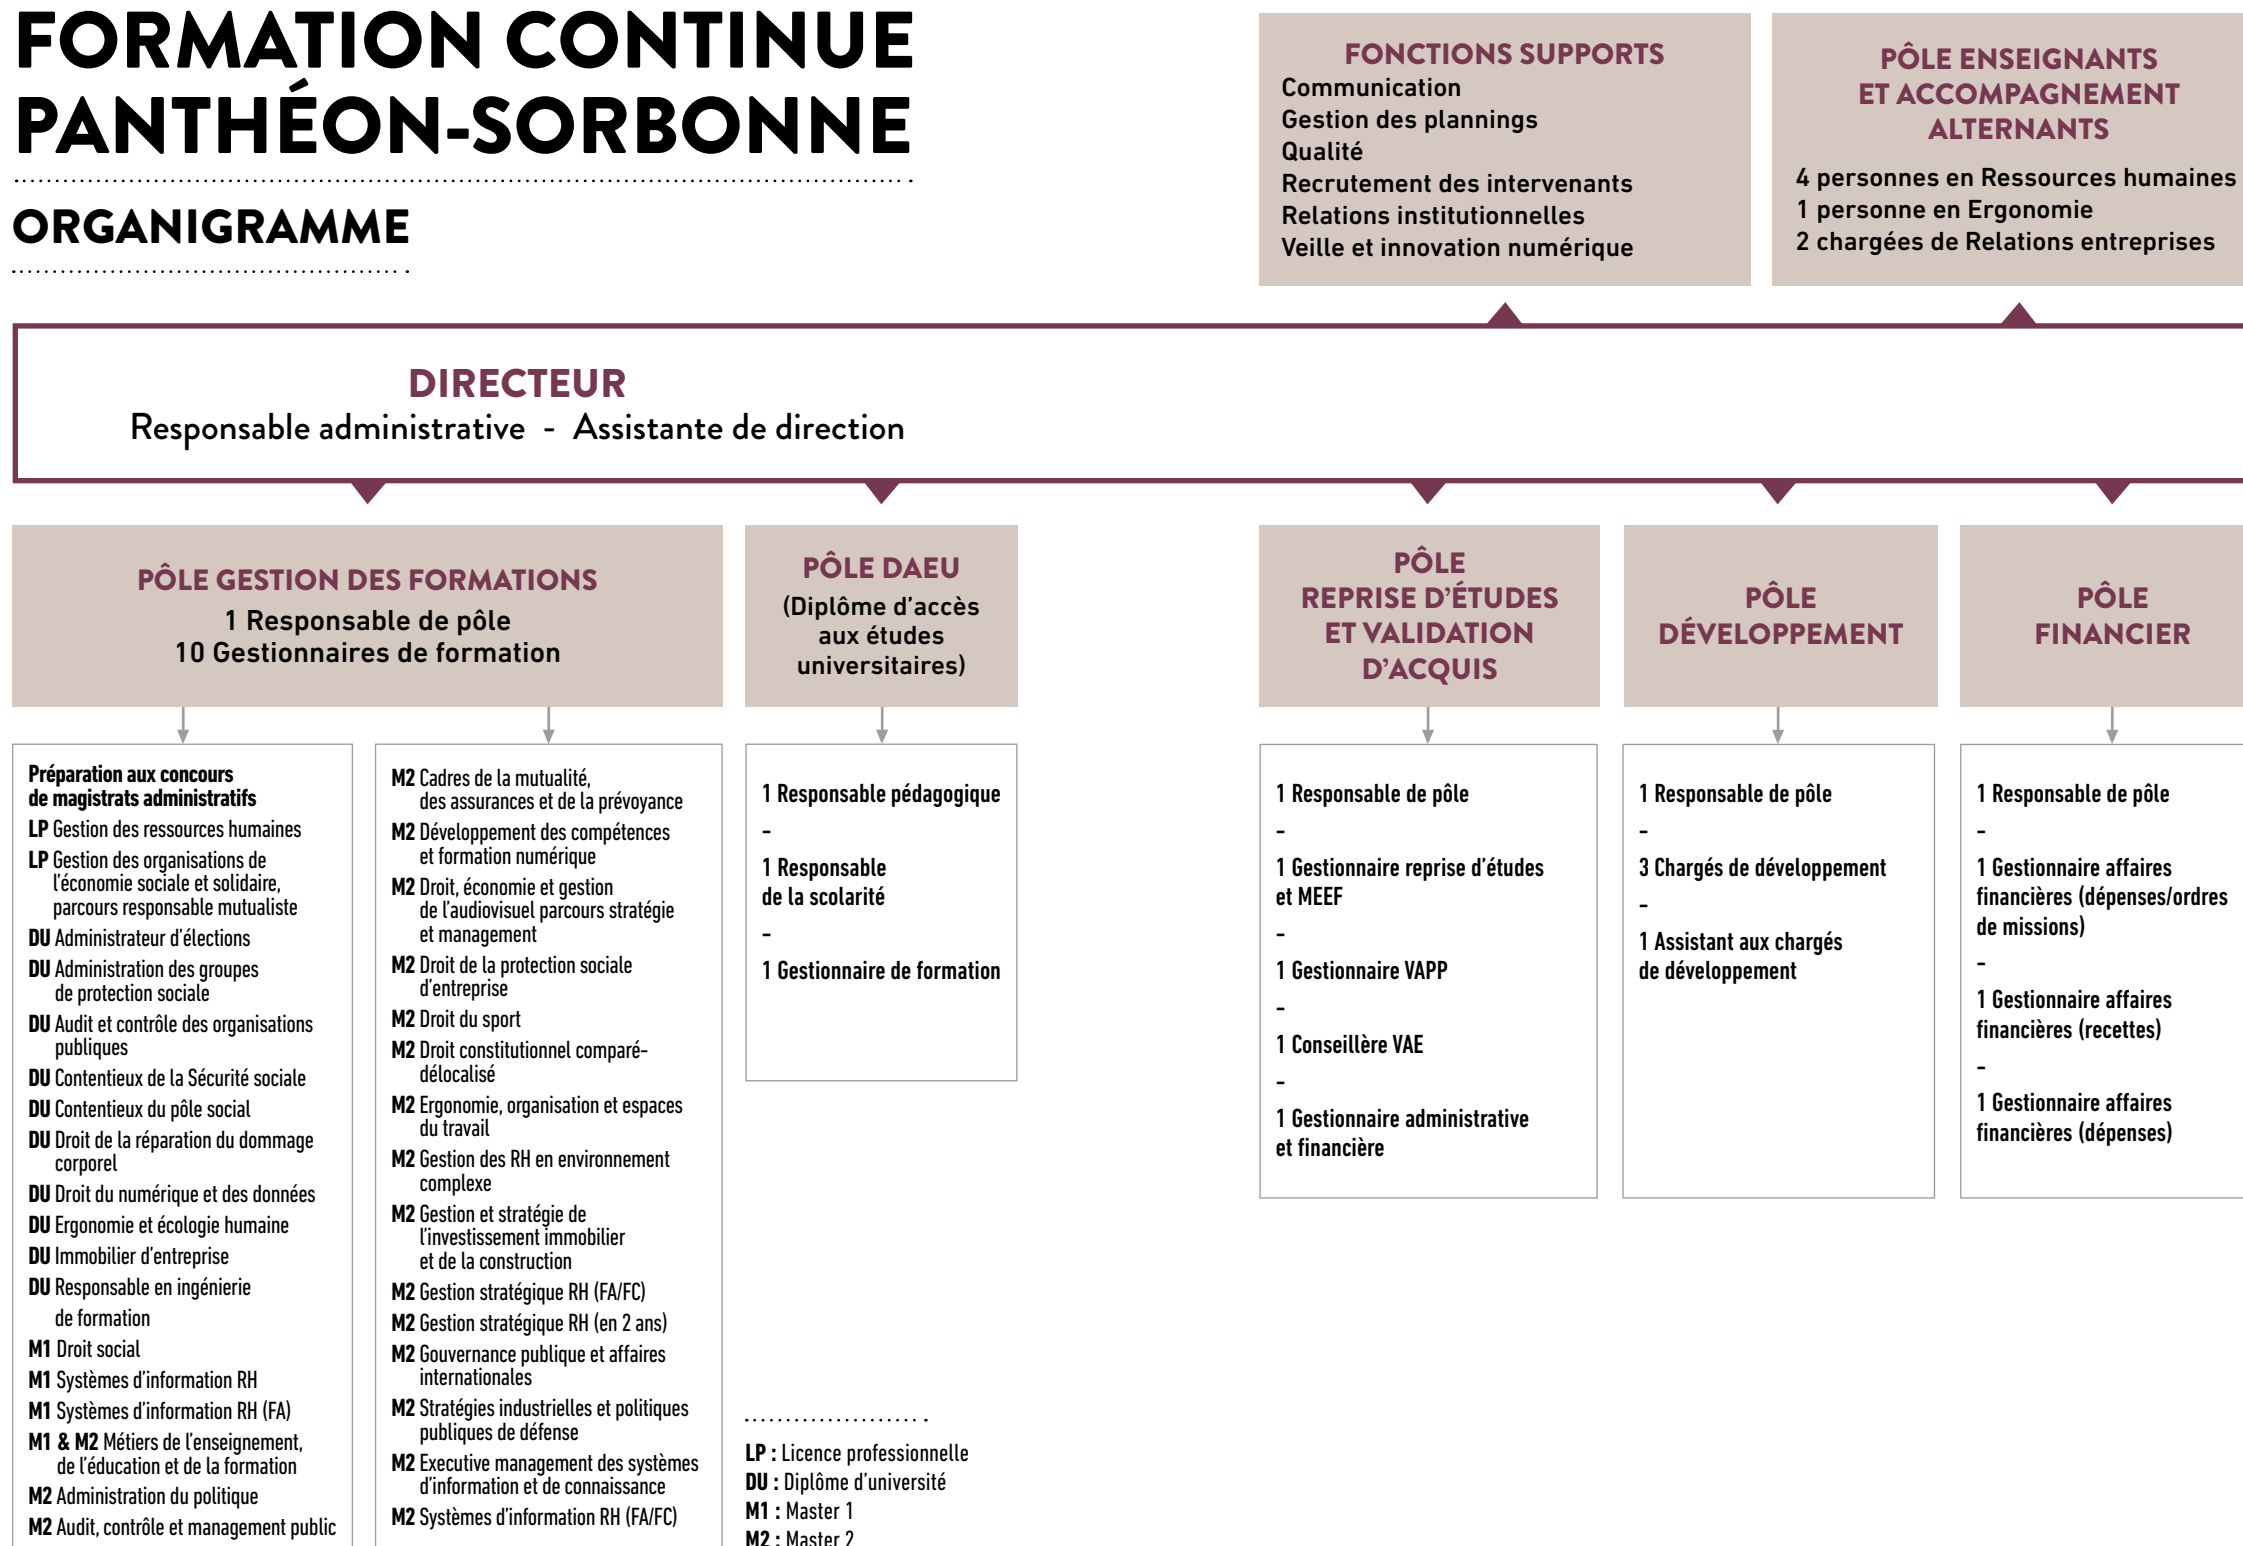 FORMATION CONTINUE
PANTHÉON-SORBONNE
ORGANIGRAMME
FONCTIONS SUPPORTS
Communication
Gestion des plannings
Qualité
Recrutement des intervenants
Relations institutionnelles
Veille et innovation numérique
PÔLE ENSEIGNANTS
ET ACCOMPAGNEMENT
ALTERNANTS
4 personnes en Ressources humaines
1 personne en Ergonomie
2 chargées de Relations entreprises
DIRECTEUR
Responsable administrative - Assistante de direction
PÔLE GESTION DES FORMATIONS
1 Responsable de pôle
10 Gestionnaires de formation
Préparation aux concours
de magistrats administratifs
LP Gestion des ressources humaines
LP Gestion des organisations de
l'économie sociale et solidaire,
parcours responsable mutualiste
DU Administrateur d'élections
DU Administration des groupes
de protection sociale
DU Audit et contrôle des organisations
publiques
DU Contentieux de la Sécurité sociale
DU Contentieux du pôle social
DU Droit de la réparation du dommage
corporel
DU Droit du numérique et des données
DU Ergonomie et écologie humaine
DU Immobilier d'entreprise
DU Responsable en ingénierie
de formation
M1 Droit social
M1 Systèmes d'information RH
M1 Systèmes d'information RH (FA)
M1 & M2 Métiers de l'enseignement,
de l'éducation et de la formation
M2 Administration du politique
M2 Audit, contrôle et management public
M2 Cadres de la mutualité,
des assurances et de la prévoyance
M2 Développement des compétences
et formation numérique
M2 Droit, économie et gestion
de l'audiovisuel parcours stratégie
et management
M2 Droit de la protection sociale
d'entreprise
M2 Droit du sport
M2 Droit constitutionnel comparé-
délocalisé
M2 Ergonomie, organisation et espaces
du travail
M2 Gestion des RH en environnement
complexe
M2 Gestion et stratégie de
l'investissement immobilier
et de la construction
M2 Gestion stratégique RH (FA/FC)
M2 Gestion stratégique RH (en 2 ans)
M2 Gouvernance publique et affaires
internationales
M2 Stratégies industrielles et politiques
publiques de défense
M2 Executive management des systèmes
d'information et de connaissance
M2 Systèmes d'information RH (FA/FC)
PÔLE DAEU
(Diplôme d'accès
aux études
universitaires)
1 Responsable pédagogique
–
1 Responsable
de la scolarité
–
1 Gestionnaire de formation
LP : Licence professionnelle
DU : Diplôme d'université
M1 : Master 1
M2 : Master 2
PÔLE
REPRISE D'ÉTUDES
ET VALIDATION
D'ACQUIS
1 Responsable de pôle
–
1 Gestionnaire reprise d'études
et MEEF
–
1 Gestionnaire VAPP
–
1 Conseillère VAE
–
1 Gestionnaire administrative
et financière
PÔLE
DÉVELOPPEMENT
1 Responsable de pôle
–
3 Chargés de développement
–
1 Assistant aux chargés
de développement
PÔLE
FINANCIER
1 Responsable de pôle
–
1 Gestionnaire affaires
financières (dépenses/ordres
de missions)
–
1 Gestionnaire affaires
financières (recettes)
–
1 Gestionnaire affaires
financières (dépenses)